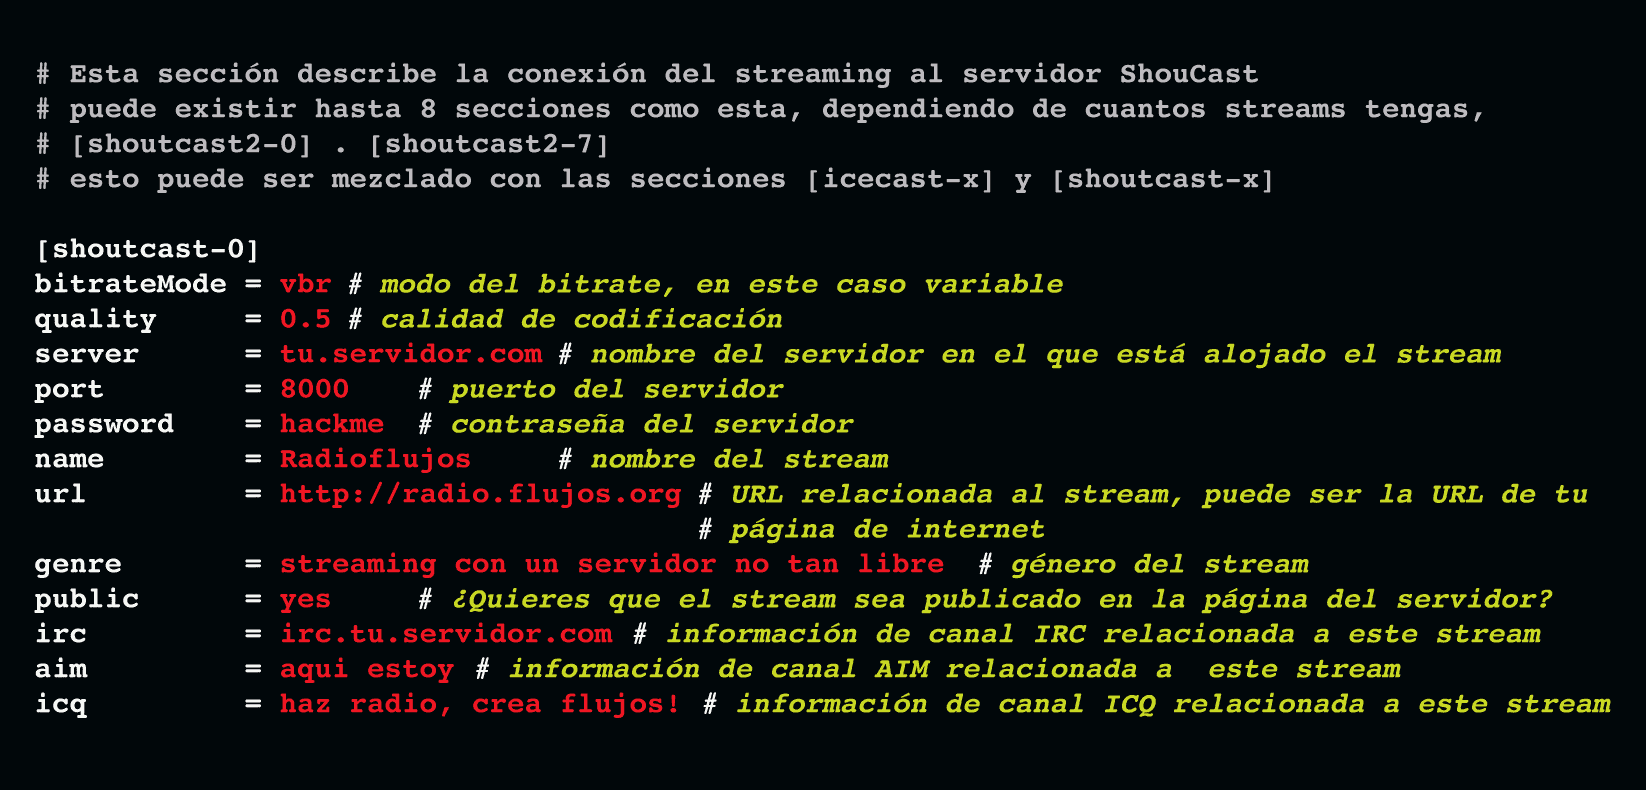 # Esta sección describe la conexión del streaming al servidor ShouCast
# puede existir hasta 8 secciones como esta, dependiendo de cuantos streams tengas,
# [shoutcast2-0] . [shoutcast2-7]
# esto puede ser mezclado con las secciones [icecast-x] y [shoutcast-x]

[shoutcast-0]
bitrateMode = vbr # modo del bitrate, en este caso variable
quality     = 0.5 # calidad de codificación
server      = tu.servidor.com # nombre del servidor en el que está alojado el stream
port        = 8000    # puerto del servidor
password    = hackme  # contraseña del servidor
name        = Radioflujos     # nombre del stream
url         = http://radio.flujos.org # URL relacionada al stream, puede ser la URL de tu
                                      # página de internet
genre       = streaming con un servidor no tan libre  # género del stream
public      = yes     # ¿Quieres que el stream sea publicado en la página del servidor?
irc         = irc.tu.servidor.com # información de canal IRC relacionada a este stream
aim         = aqui estoy # información de canal AIM relacionada a  este stream
icq         = haz radio, crea flujos! # información de canal ICQ relacionada a este stream